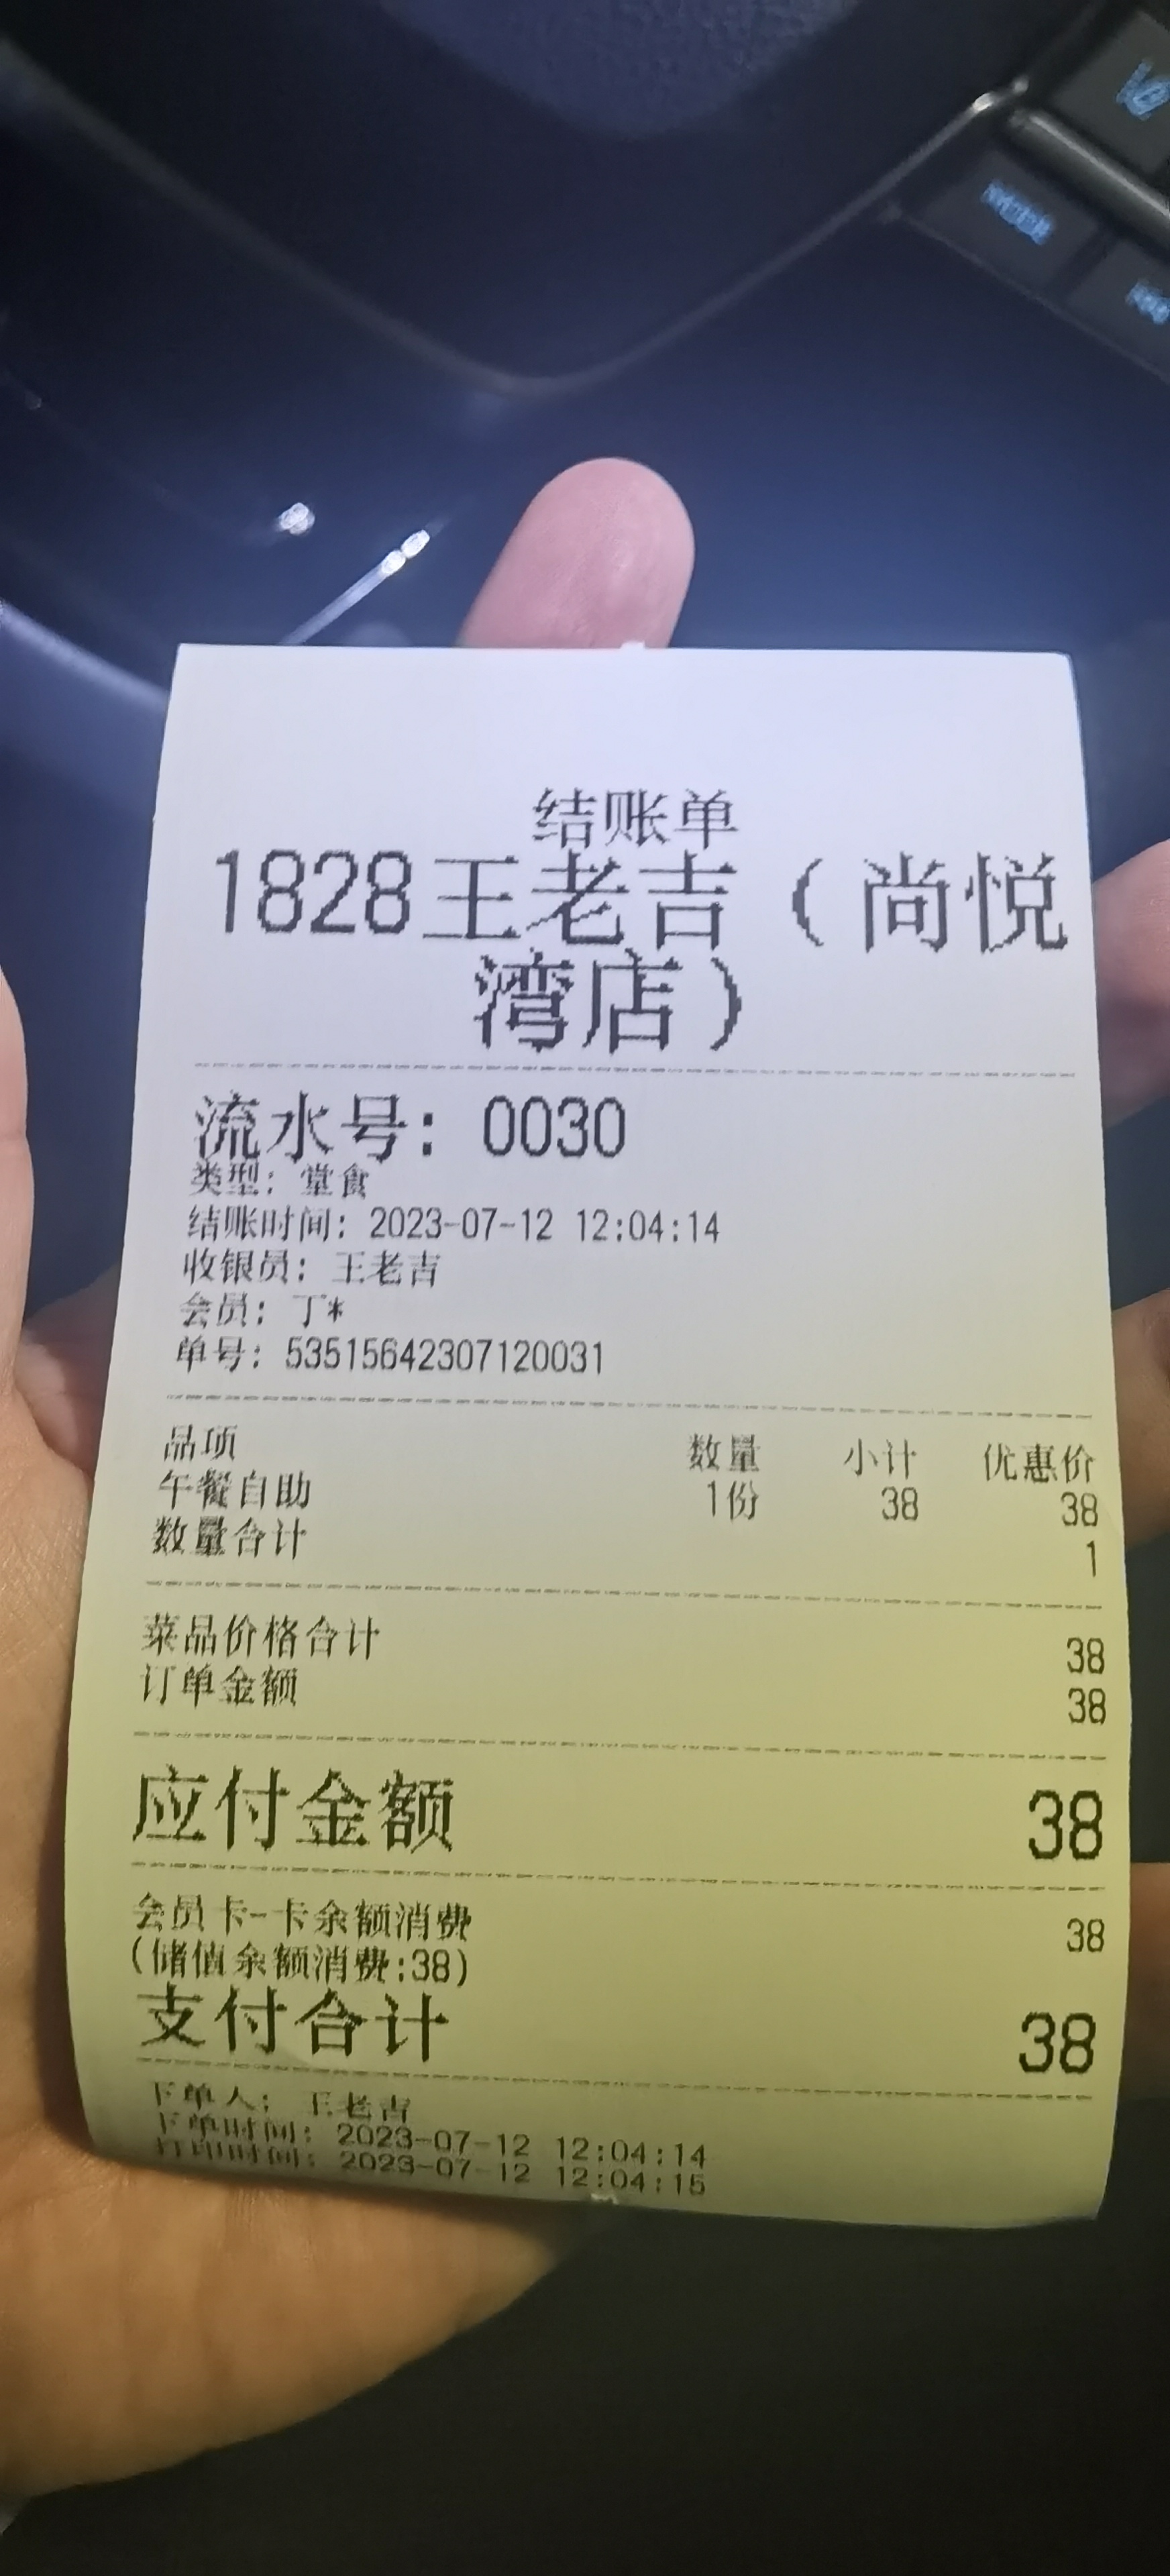 结账单
1828王老吉（尚悦
湾店）
流水号：0030
类型：堂食
结账时间：2023-07-12 12:04:14
收银员：王老吉
会员：丁*
单号：53515642307120031
品项 数量 小计 优惠价
午餐自助 1份 38 38
数量合计 1
菜品价格合计 38
订单金额 38
应付金额 38
会员卡-卡余额消费 38
(储值余额消费:38)
支付合计 38
下单人：王老吉
下单时间：2023-07-12 12:04:14
打印时间：2023-07-12 12:04:15